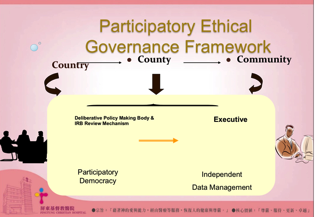 Participatory Ethical
Governance Framework
Country
• County
• Community
Deliberative Policy Making Body &
IRB Review Mechanism
Executive
Participatory
Democracy
Independent
Data Management